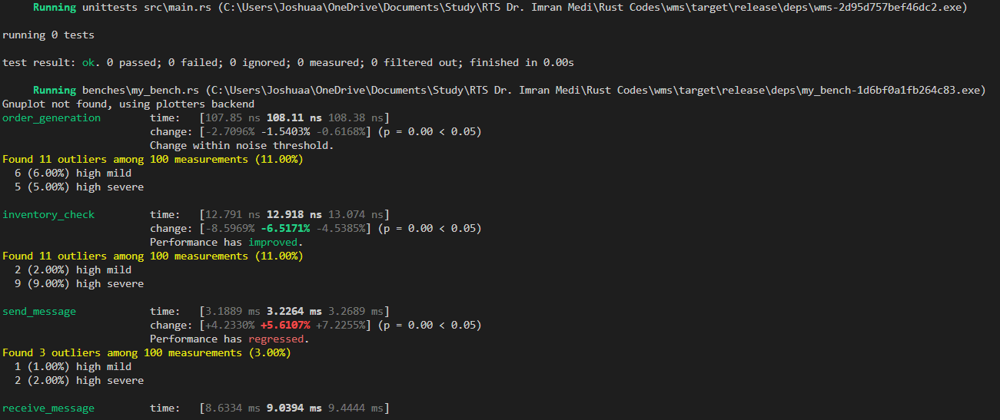 Running unittests src\main.rs (C:\Users\Joshuaa\OneDrive\Documents\Study\RTS Dr. Imran Medi\Rust Codes\wms\target\release\deps\wms-2d95d757bef46dc2.exe)
running 0 tests
test result: ok. 0 passed; 0 failed; 0 ignored; 0 measured; 0 filtered out; finished in 0.00s
Running benches\my_bench.rs (C:\Users\Joshuaa\OneDrive\Documents\Study\RTS Dr. Imran Medi\Rust Codes\wms\target\release\deps\my_bench-1d6bf0a1fb264c83.exe)
Gnuplot not found, using plotters backend
order_generation time: [107.85 ns 108.11 ns 108.38 ns]
change: [-2.7096% -1.5403% -0.6168%] (p = 0.00 < 0.05)
Change within noise threshold.
Found 11 outliers among 100 measurements (11.00%)
6 (6.00%) high mild
5 (5.00%) high severe
inventory_check time: [12.791 ns 12.918 ns 13.074 ns]
change: [-8.5969% -6.5171% -4.5385%] (p = 0.00 < 0.05)
Performance has improved.
Found 11 outliers among 100 measurements (11.00%)
2 (2.00%) high mild
9 (9.00%) high severe
send_message time: [3.1889 ms 3.2264 ms 3.2689 ms]
change: [+4.2330% +5.6107% +7.2255%] (p = 0.00 < 0.05)
Performance has regressed.
Found 3 outliers among 100 measurements (3.00%)
1 (1.00%) high mild
2 (2.00%) high severe
receive_message time: [8.6334 ms 9.0394 ms 9.4444 ms]